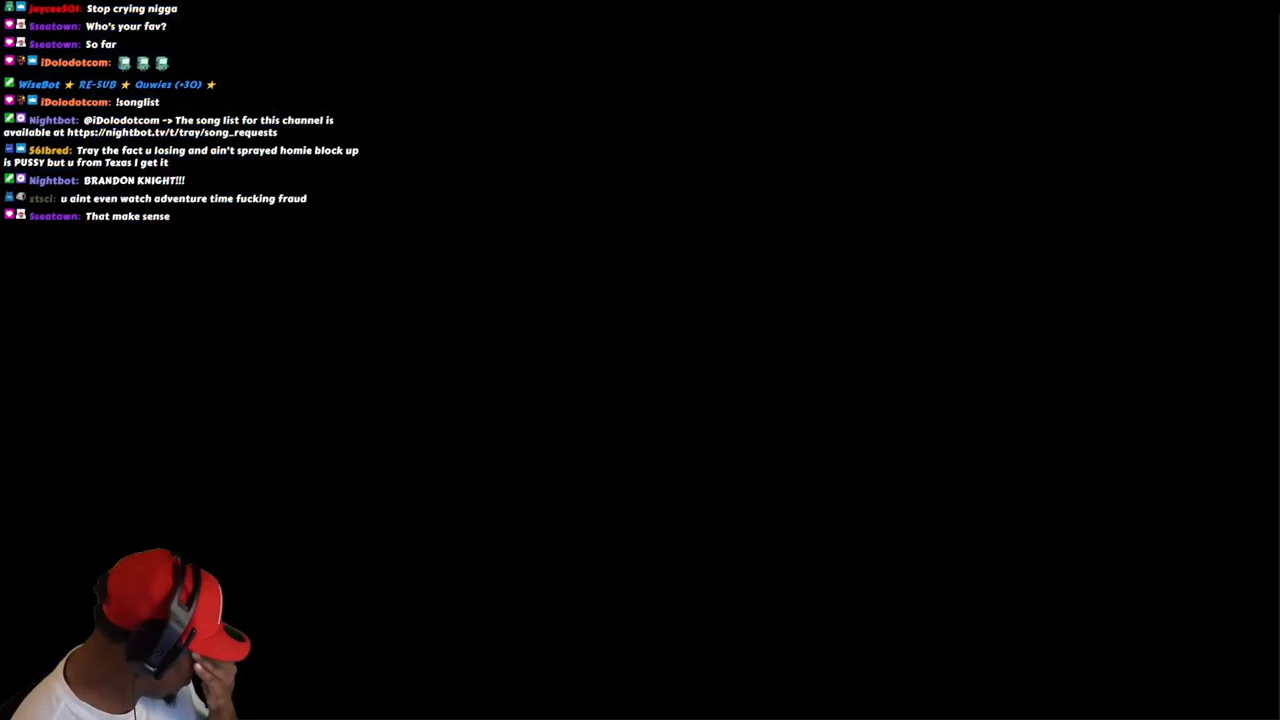 jaycee501: Stop crying nigga
Sseatown: Who's your fav?
Sseatown: So far
iDolodotcom:
WizeBot ⭐ RE-SUB ⭐ Quwiez (+30) ⭐
iDolodotcom: !songlist
Nightbot: @iDolodotcom -> The song list for this channel is
available at https://nightbot.tv/t/tray/song_requests
561bred: Tray the fact u losing and ain't sprayed homie block up
is PUSSY but u from Texas I get it
Nightbot: BRANDON KNIGHT!!!
xtsci: u aint even watch adventure time fucking fraud
Sseatown: That make sense